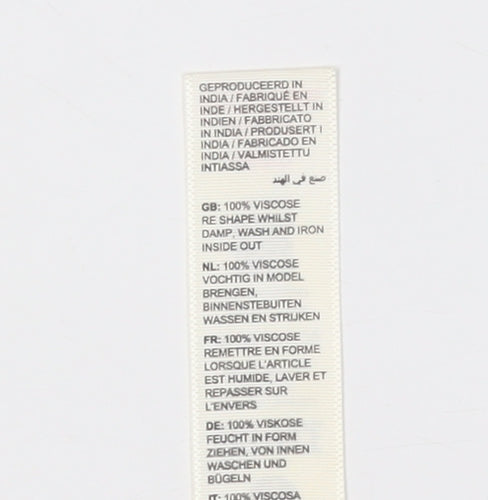 GEPRODUCEERD IN
INDIA / FABRIQUÉ EN
INDE / HERGESTELLT IN
INDIEN / FABBRICATO
IN INDIA / PRODUSERT I
INDIA / FABRICADO EN
INDIA / VALMISTETTU
INTIASSA
صنع في الهند
GB: 100% VISCOSE
RE SHAPE WHILST
DAMP, WASH AND IRON
INSIDE OUT
NL: 100% VISCOSE
VOCHTIG IN MODEL
BRENGEN,
BINNENSTEBUITEN
WASSEN EN STRIJKEN
FR: 100% VISCOSE
REMETTRE EN FORME
LORSQUE L'ARTICLE
EST HUMIDE, LAVER ET
REPASSER SUR
L'ENVERS
DE: 100% VISKOSE
FEUCHT IN FORM
ZIEHEN, VON INNEN
WASCHEN UND
BÜGELN
IT: 100% VISCOSA